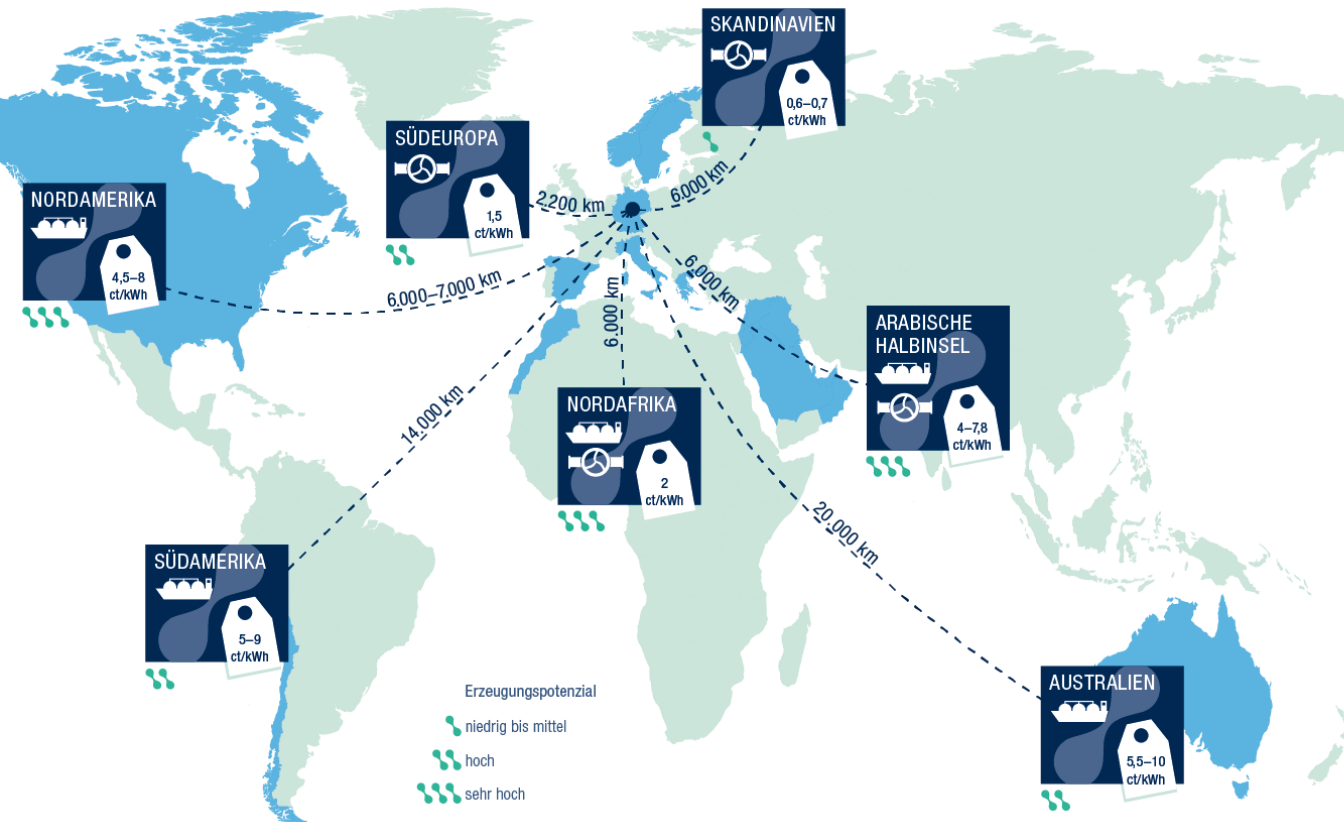 SKANDINAVIEN
0,6–0,7
ct/kWh
6.000 km
SÜDEUROPA
1,5
ct/kWh
2.200 km
NORDAMERIKA
4,5–8
ct/kWh
6.000–7.000 km
6.000 km
ARABISCHE
HALBINSEL
4–7,8
ct/kWh
6.000 km
NORDAFRIKA
2
ct/kWh
14.000 km
SÜDAMERIKA
5–9
ct/kWh
20.000 km
AUSTRALIEN
5,5–10
ct/kWh
Erzeugungspotenzial
niedrig bis mittel
hoch
sehr hoch